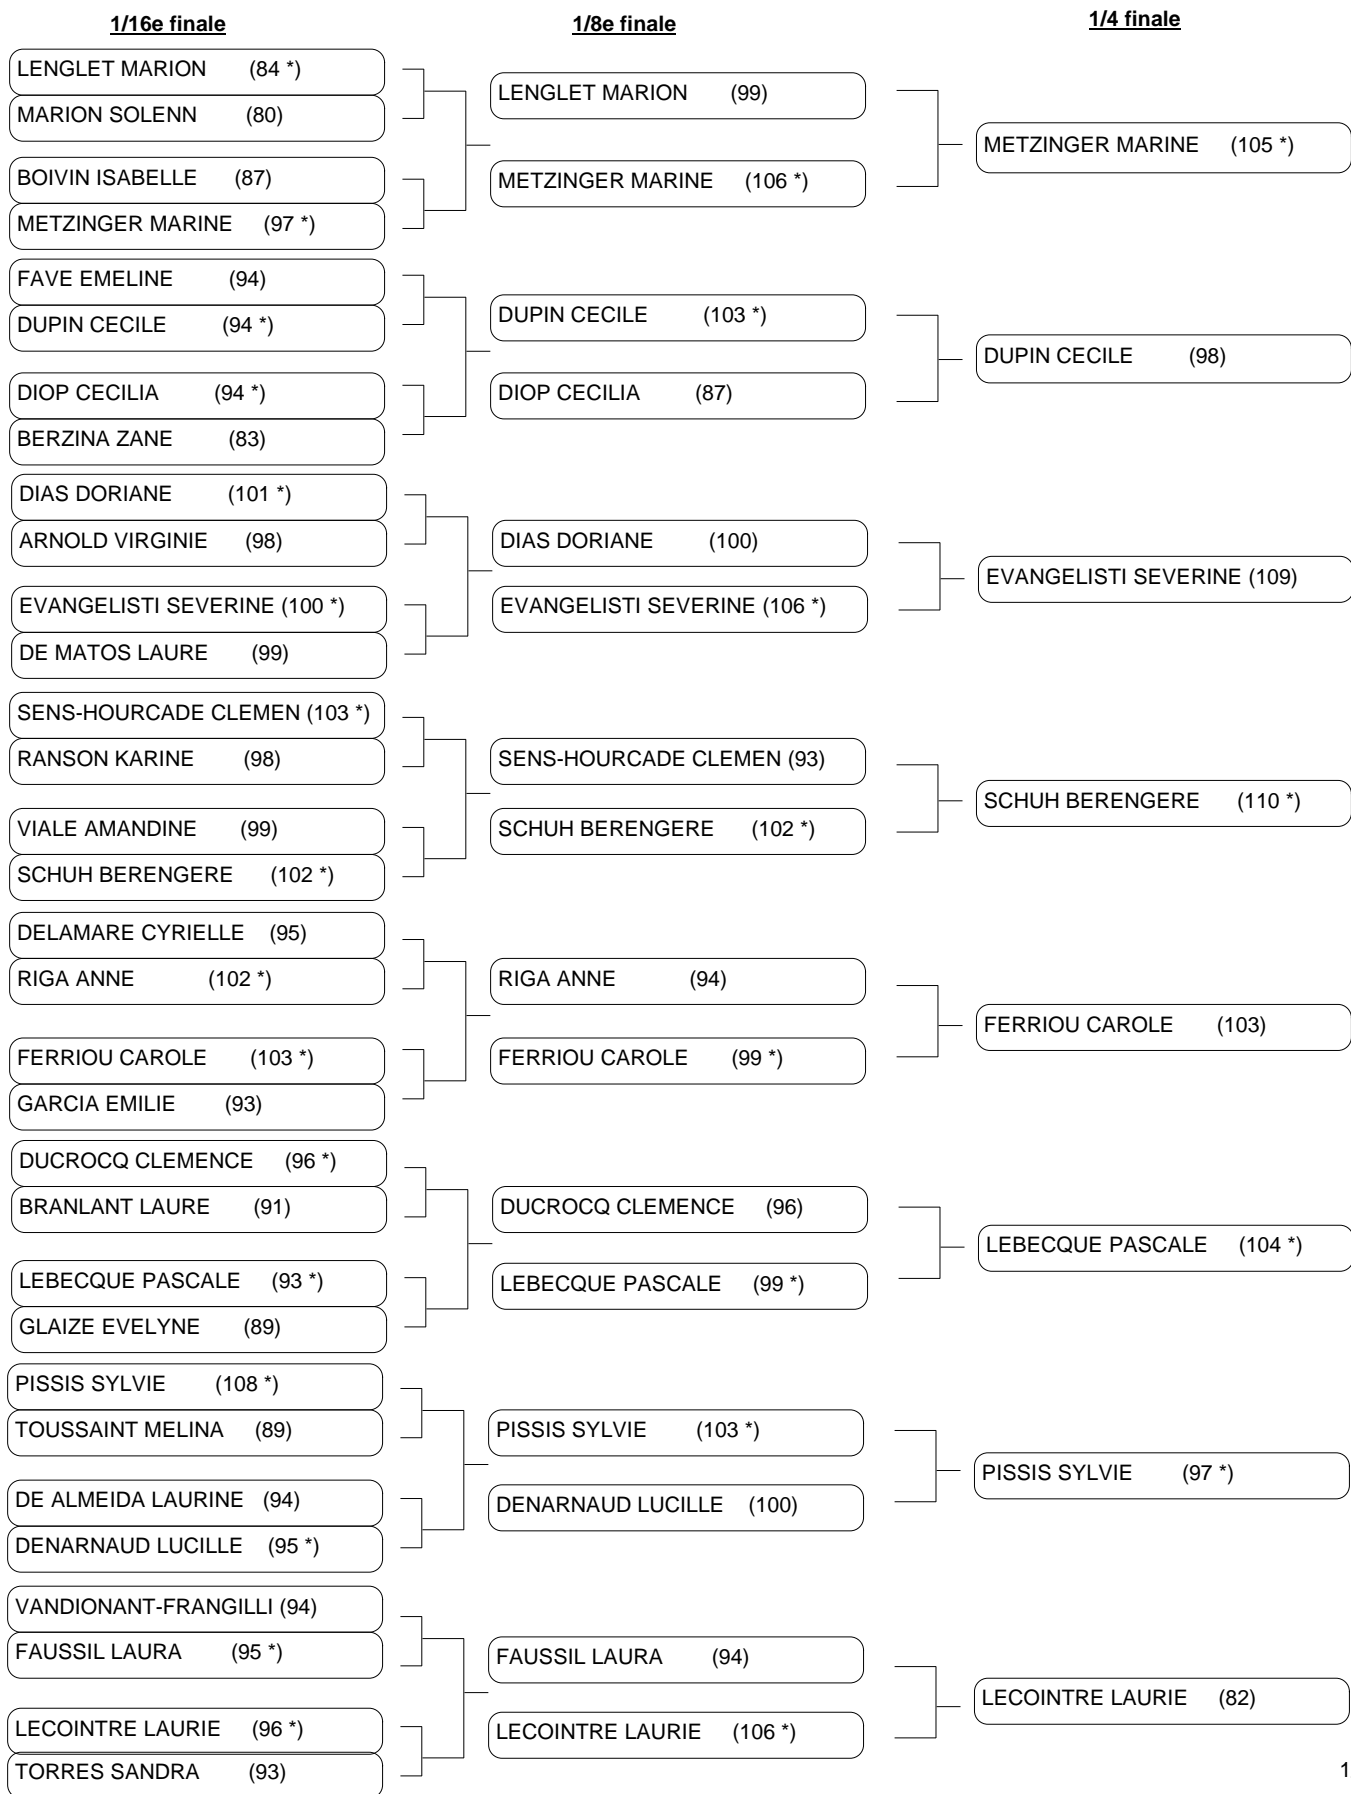 1/16e finale
LENGLET MARION (84 *)
MARION SOLENN (80)
BOIVIN ISABELLE (87)
METZINGER MARINE (97 *)
FAVE EMELINE (94)
DUPIN CECILE (94 *)
DIOP CECILIA (94 *)
BERZINA ZANE (83)
DIAS DORIANE (101 *)
ARNOLD VIRGINIE (98)
EVANGELISTI SEVERINE (100 *)
DE MATOS LAURE (99)
SENS-HOURCADE CLEMEN (103 *)
RANSON KARINE (98)
VIALE AMANDINE (99)
SCHUH BERENGERE (102 *)
DELAMARE CYRIELLE (95)
RIGA ANNE (102 *)
FERRIOU CAROLE (103 *)
GARCIA EMILIE (93)
DUCROCQ CLEMENCE (96 *)
BRANLANT LAURE (91)
LEBECQUE PASCALE (93 *)
GLAIZE EVELYNE (89)
PISSIS SYLVIE (108 *)
TOUSSAINT MELINA (89)
DE ALMEIDA LAURINE (94)
DENARNAUD LUCILLE (95 *)
VANDIONANT-FRANGILLI (94)
FAUSSIL LAURA (95 *)
LECOINTRE LAURIE (96 *)
TORRES SANDRA (93)
1/8e finale
LENGLET MARION (99)
METZINGER MARINE (106 *)
DUPIN CECILE (103 *)
DIOP CECILIA (87)
DIAS DORIANE (100)
EVANGELISTI SEVERINE (106 *)
SENS-HOURCADE CLEMEN (93)
SCHUH BERENGERE (102 *)
RIGA ANNE (94)
FERRIOU CAROLE (99 *)
DUCROCQ CLEMENCE (96)
LEBECQUE PASCALE (99 *)
PISSIS SYLVIE (103 *)
DENARNAUD LUCILLE (100)
FAUSSIL LAURA (94)
LECOINTRE LAURIE (106 *)
1/4 finale
METZINGER MARINE (105 *)
DUPIN CECILE (98)
EVANGELISTI SEVERINE (109)
SCHUH BERENGERE (110 *)
FERRIOU CAROLE (103)
LEBECQUE PASCALE (104 *)
PISSIS SYLVIE (97 *)
LECOINTRE LAURIE (82)
1